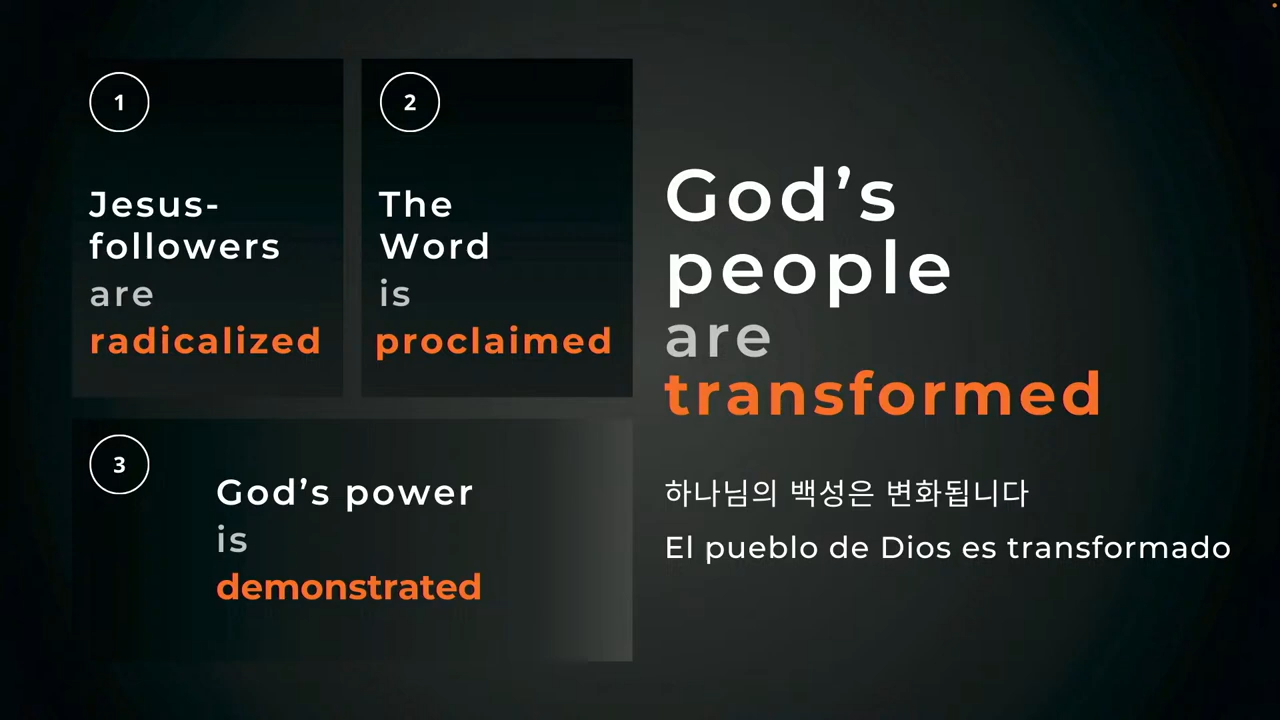 1
Jesus-
followers
are
radicalized
2
The
Word
is
proclaimed
3
God’s power
is
demonstrated
God’s
people
are
transformed
하나님의 백성은 변화됩니다
El pueblo de Dios es transformado